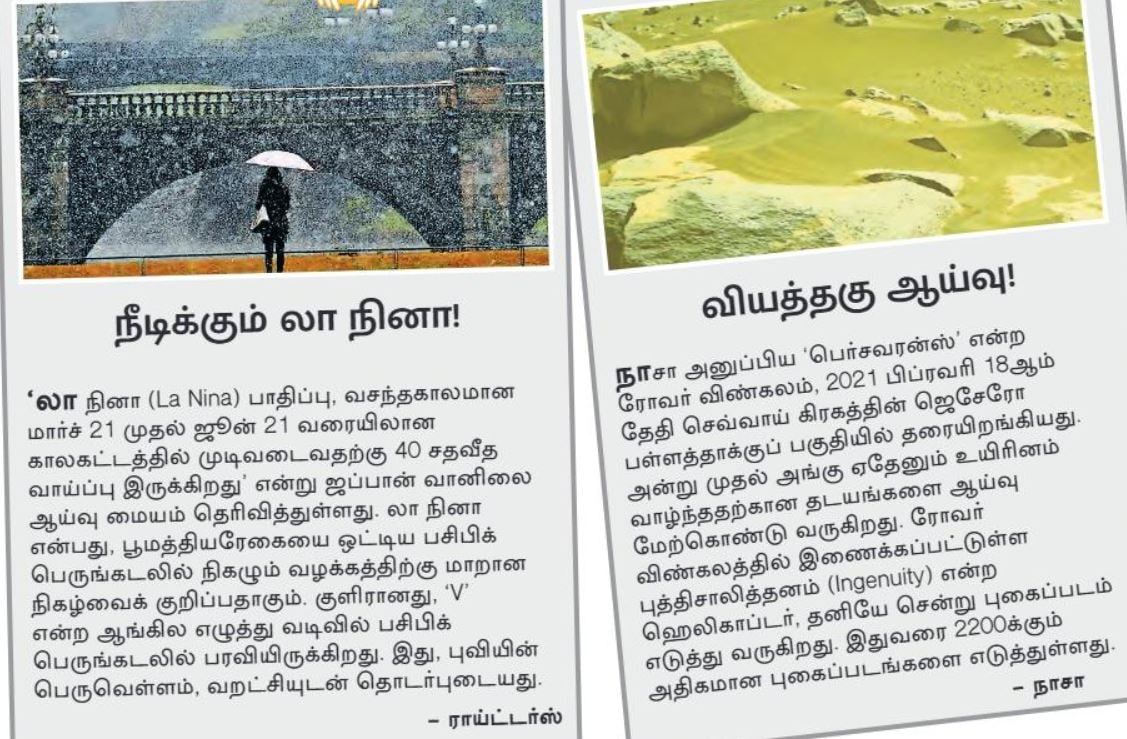 நீடிக்கும் லா நினா!
‘லா நினா (La Nina) பாதிப்பு, வசந்தகாலமான
மார்ச் 21 முதல் ஜூன் 21 வரையிலான
காலகட்டத்தில் முடிவடைவதற்கு 40 சதவீத
வாய்ப்பு இருக்கிறது’ என்று ஜப்பான் வானிலை
ஆய்வு மையம் தெரிவித்துள்ளது. லா நினா
என்பது, பூமத்தியரேகையை ஒட்டிய பசிபிக்
பெருங்கடலில் நிகழும் வழக்கத்திற்கு மாறான
நிகழ்வைக் குறிப்பதாகும். குளிரானது, ‘V’
என்ற ஆங்கில எழுத்து வடிவில் பசிபிக்
பெருங்கடலில் பரவியிருக்கிறது. இது, புவியின்
பெருவெள்ளம், வறட்சியுடன் தொடர்புடையது.
– ராய்ட்டர்ஸ்
வியத்தகு ஆய்வு!
நாசா அனுப்பிய ‘பெர்சவரன்ஸ்’ என்ற
ரோவர் விண்கலம், 2021 பிப்ரவரி 18ஆம்
தேதி செவ்வாய் கிரகத்தின் ஜெசேரோ
பள்ளத்தாக்குப் பகுதியில் தரையிறங்கியது.
அன்று முதல் அங்கு ஏதேனும் உயிரினம்
வாழ்ந்ததற்கான தடயங்களை ஆய்வு
மேற்கொண்டு வருகிறது. ரோவர்
விண்கலத்தில் இணைக்கப்பட்டுள்ள
புத்திசாலித்தனம் (Ingenuity) என்ற
ஹெலிகாப்டர், தனியே சென்று புகைப்படம்
எடுத்து வருகிறது. இதுவரை 2200க்கும்
அதிகமான புகைப்படங்களை எடுத்துள்ளது.
– நாசா